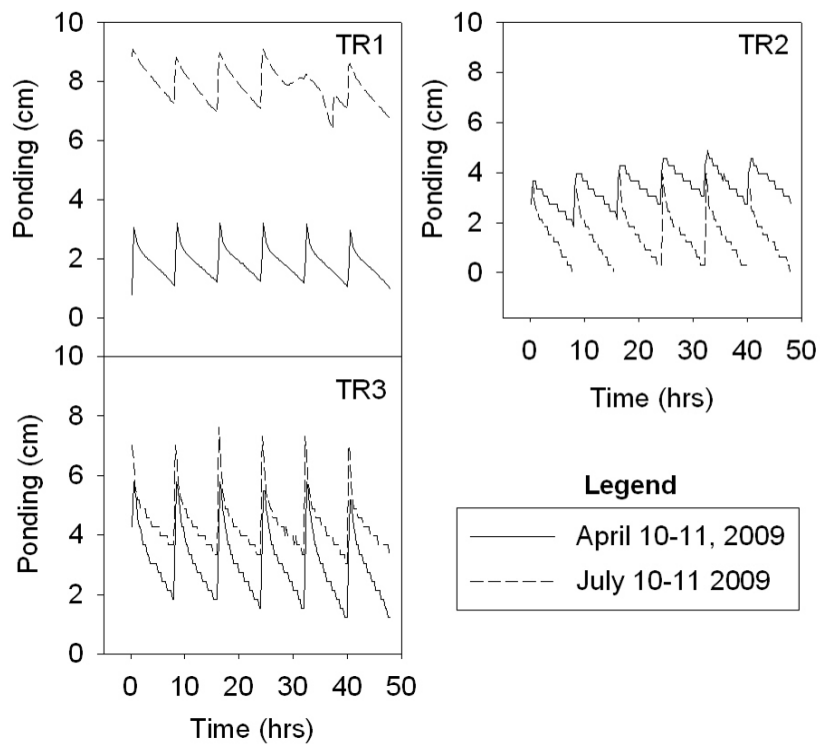 10
8
6
4
2
0
Ponding (cm)
TR1
10
8
6
4
2
0
Ponding (cm)
TR2
0 10 20 30 40 50
Time (hrs)
10
8
6
4
2
0
Ponding (cm)
TR3
0 10 20 30 40 50
Time (hrs)
Legend
April 10-11, 2009
July 10-11 2009